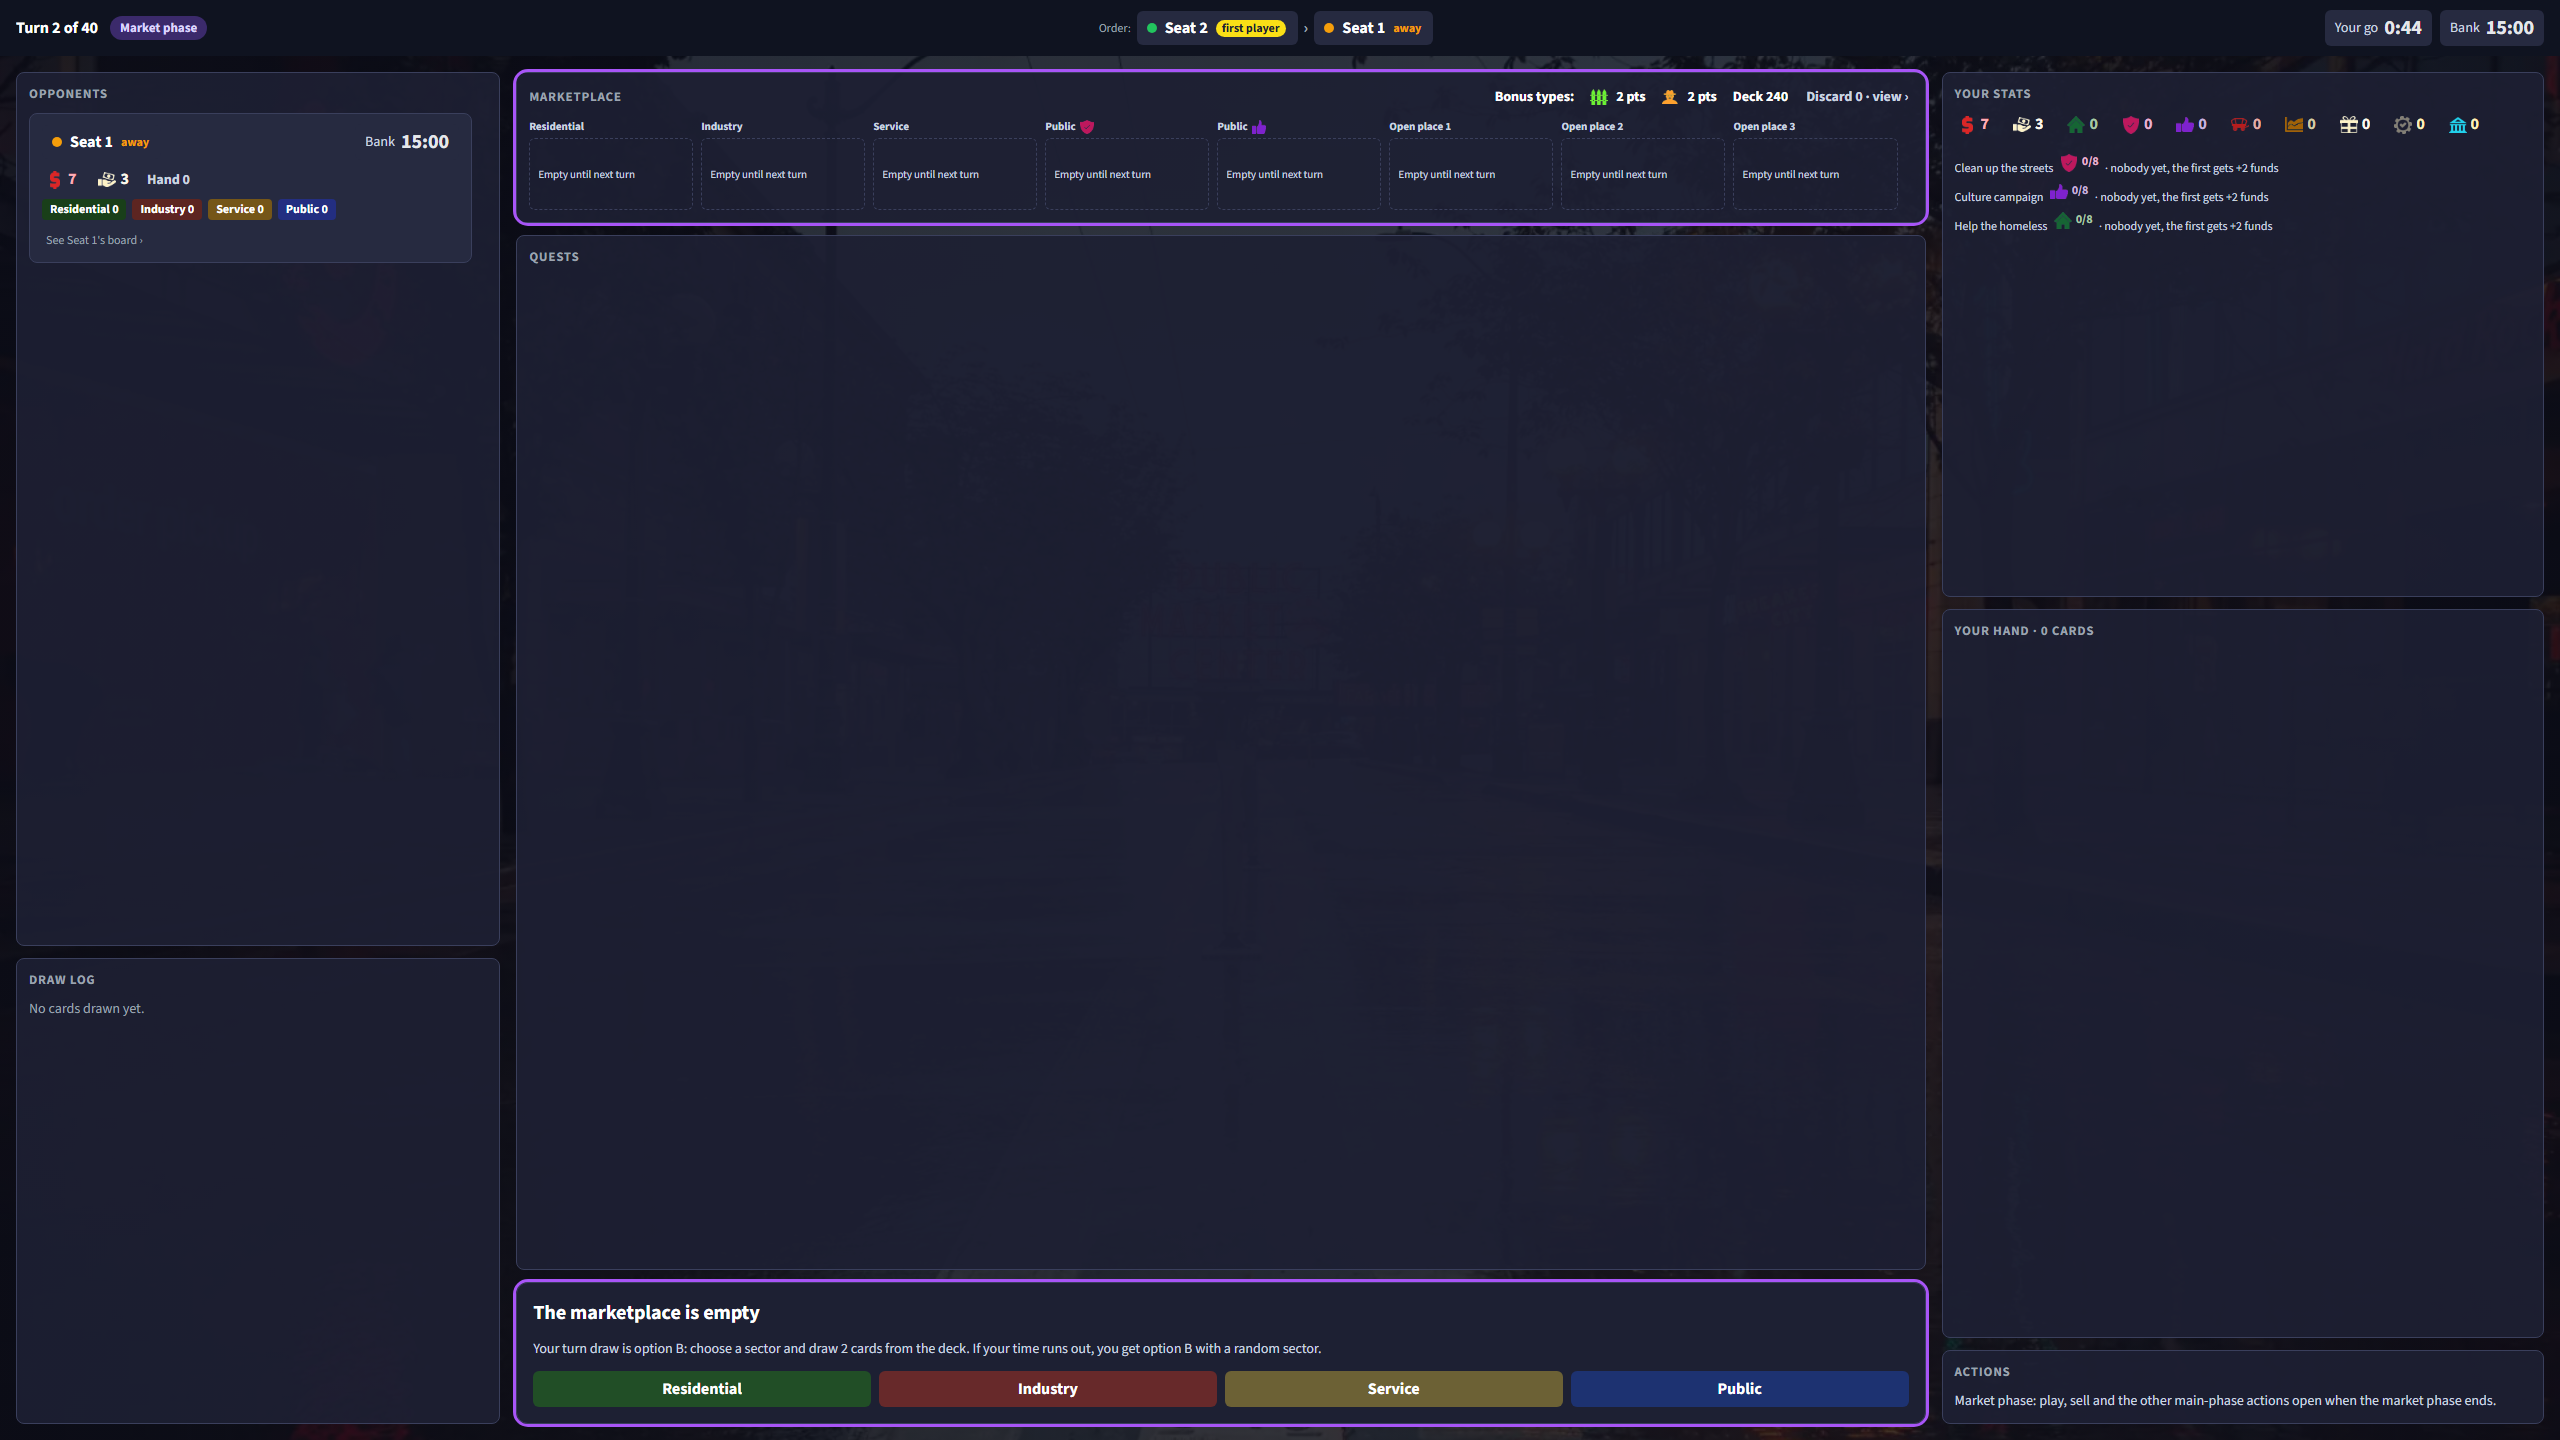 Turn 2 of 40 Market phase
Order: Seat 2 first player › Seat 1 away
Your go 0:44 Bank 15:00
OPPONENTS
Seat 1 away Bank 15:00
7 3 Hand 0
Residential 0 Industry 0 Service 0 Public 0
See Seat 1's board ›
DRAW LOG
No cards drawn yet.
MARKETPLACE
Bonus types: 2 pts 2 pts Deck 240 Discard 0 · view ›
Residential Industry Service Public Public Open place 1 Open place 2 Open place 3
Empty until next turn Empty until next turn Empty until next turn Empty until next turn Empty until next turn Empty until next turn Empty until next turn Empty until next turn
QUESTS
The marketplace is empty
Your turn draw is option B: choose a sector and draw 2 cards from the deck. If your time runs out, you get option B with a random sector.
Residential Industry Service Public
YOUR STATS
7 3 0 0 0 0 0 0 0 0
Clean up the streets 0/8 · nobody yet, the first gets +2 funds
Culture campaign 0/8 · nobody yet, the first gets +2 funds
Help the homeless 0/8 · nobody yet, the first gets +2 funds
YOUR HAND · 0 CARDS
ACTIONS
Market phase: play, sell and the other main-phase actions open when the market phase ends.